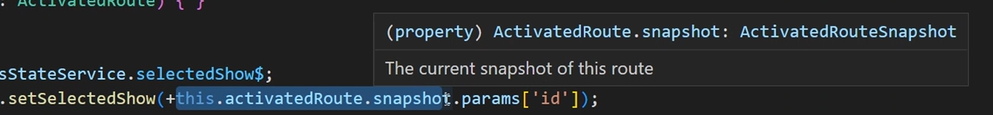 : ActivatedRoute) { }
(property) ActivatedRoute.snapshot: ActivatedRouteSnapshot
The current snapshot of this route
sStateService.selectedShow$;
.setSelectedShow(+this.activatedRoute.snapshot.params['id']);